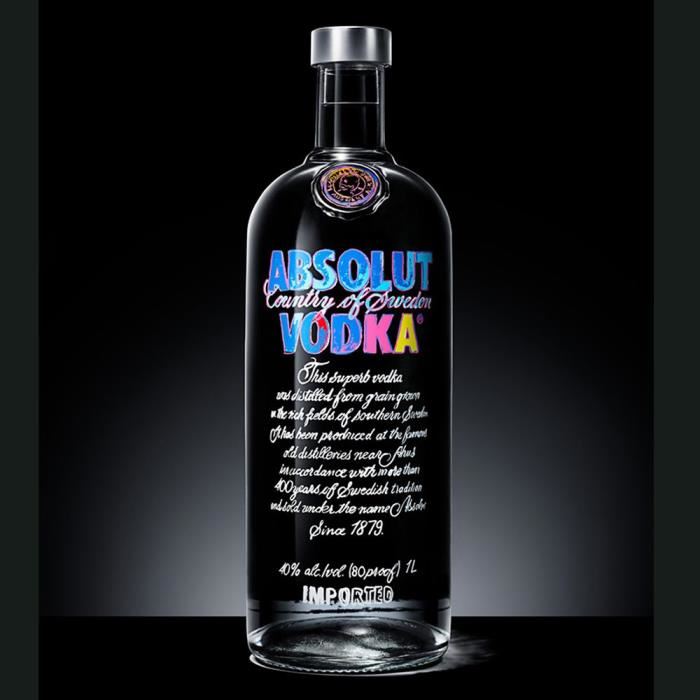 ABSOLUT
Country of Sweden
VODKA®
This superb vodka
was distilled from grain grown
in the rich fields of southern Sweden
It has been produced at the famous
old distilleries near Åhus
in accordance with more than
400 years of Swedish tradition
and sold under the name Absolut
Since 1879.
40% alc./vol. (80 proof) 1L
IMPORTED